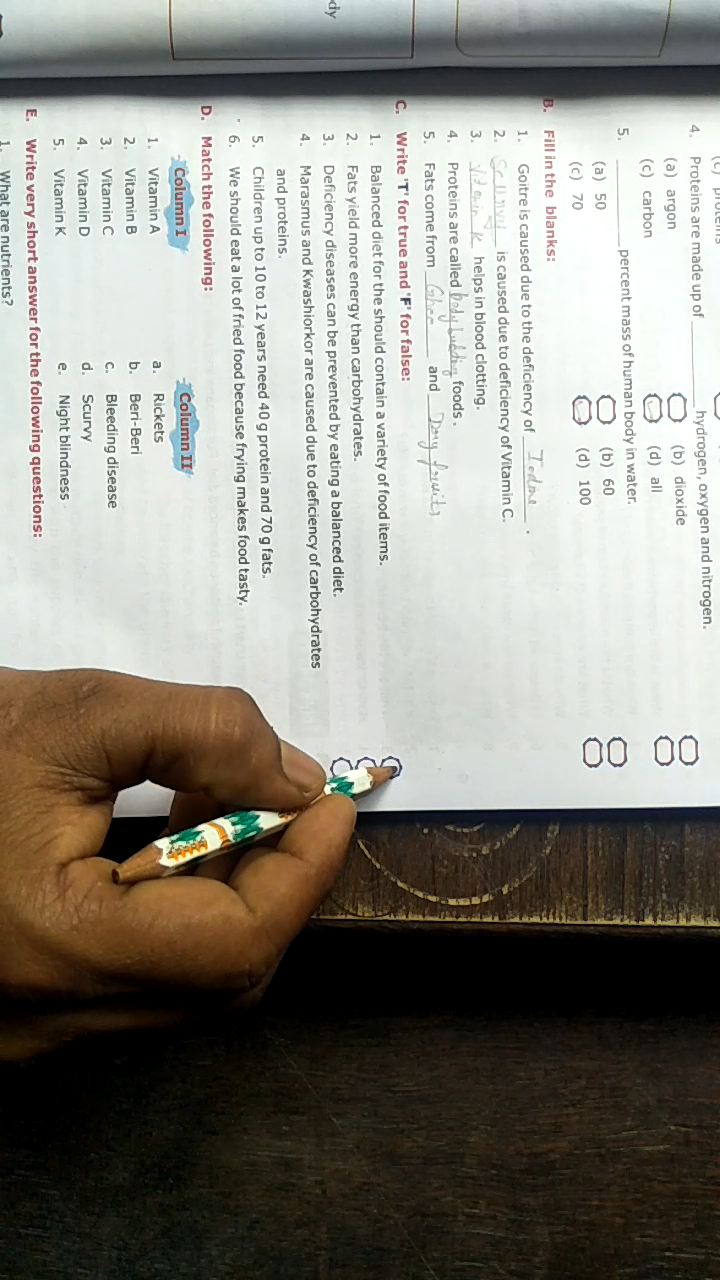 4. Proteins are made up of ________ hydrogen, oxygen and nitrogen.
(a) argon (b) dioxide
(c) carbon (d) all
5. ________ percent mass of human body in water.
(a) 50 (b) 60
(c) 70 (d) 100
B. Fill in the blanks:
1. Goitre is caused due to the deficiency of Iodine.
2. Scurvy is caused due to deficiency of Vitamin C.
3. Vitamin K helps in blood clotting.
4. Proteins are called body building foods.
5. Fats come from Ghee and Dry fruits
C. Write 'T' for true and 'F' for false:
1. Balanced diet for the should contain a variety of food items.
2. Fats yield more energy than carbohydrates.
3. Deficiency diseases can be prevented by eating a balanced diet.
4. Marasmus and Kwashiorkor are caused due to deficiency of carbohydrates
and proteins.
5. Children up to 10 to 12 years need 40 g protein and 70 g fats.
6. We should eat a lot of fried food because frying makes food tasty.
D. Match the following:
Column I Column II
1. Vitamin A a. Rickets
2. Vitamin B b. Beri-Beri
3. Vitamin C c. Bleeding disease
4. Vitamin D d. Scurvy
5. Vitamin K e. Night blindness
E. Write very short answer for the following questions:
1. What are nutrients?
dy